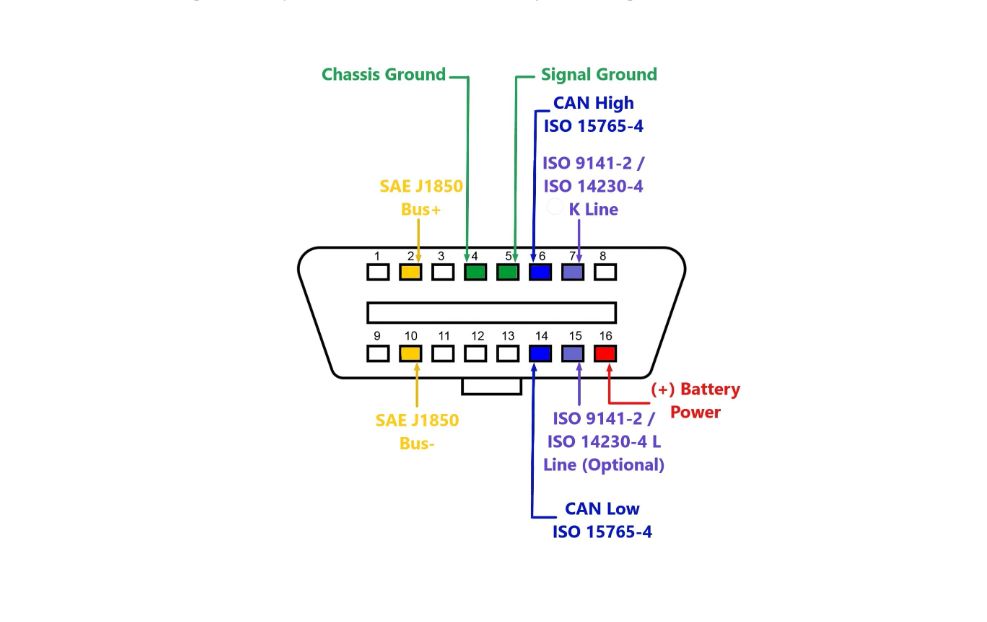 Chassis Ground
Signal Ground
CAN High
ISO 15765-4
ISO 9141-2 /
ISO 14230-4
K Line
SAE J1850
Bus+
1 2 3 4 5 6 7 8
9 10 11 12 13 14 15 16
(+) Battery
Power
SAE J1850
Bus-
ISO 9141-2 /
ISO 14230-4 L
Line (Optional)
CAN Low
ISO 15765-4